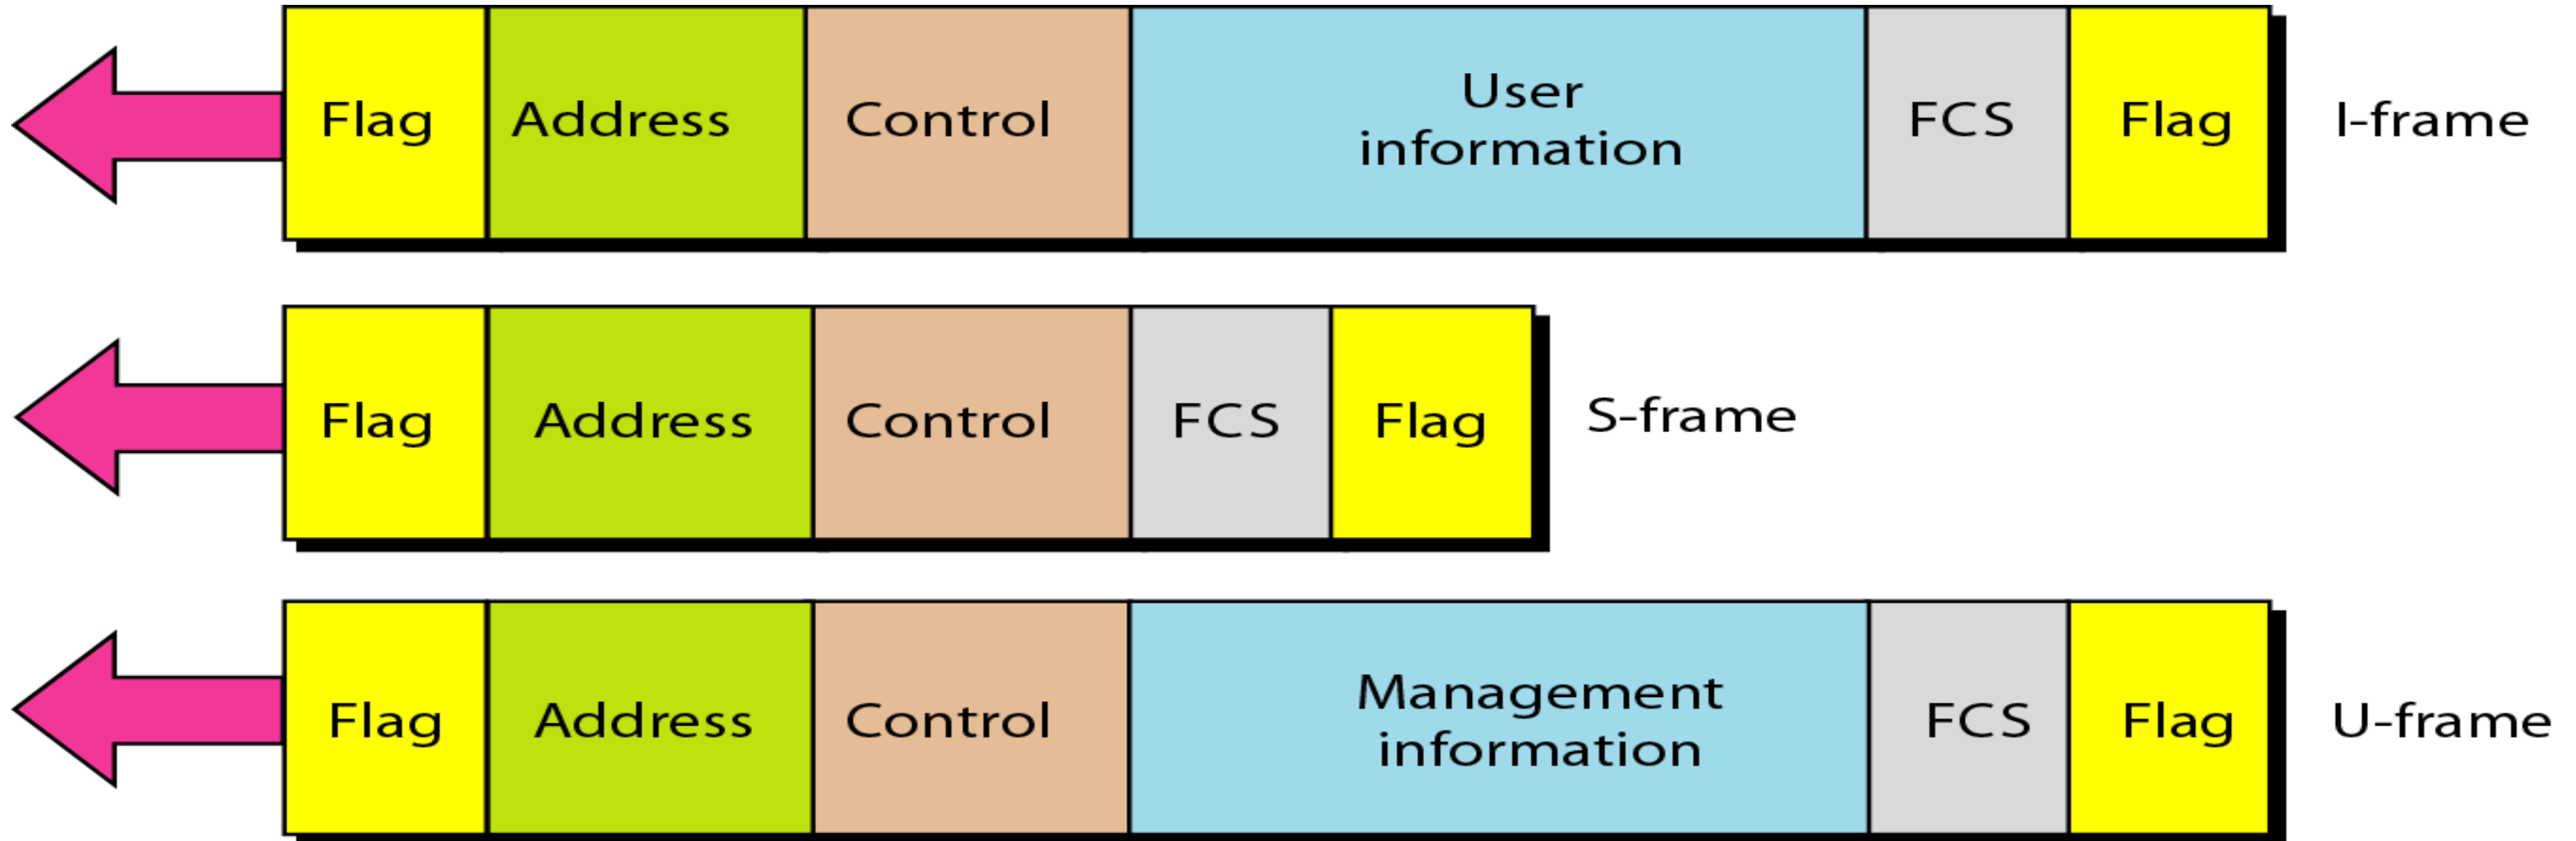 Flag Address Control User information FCS Flag I-frame
Flag Address Control FCS Flag S-frame
Flag Address Control Management information FCS Flag U-frame